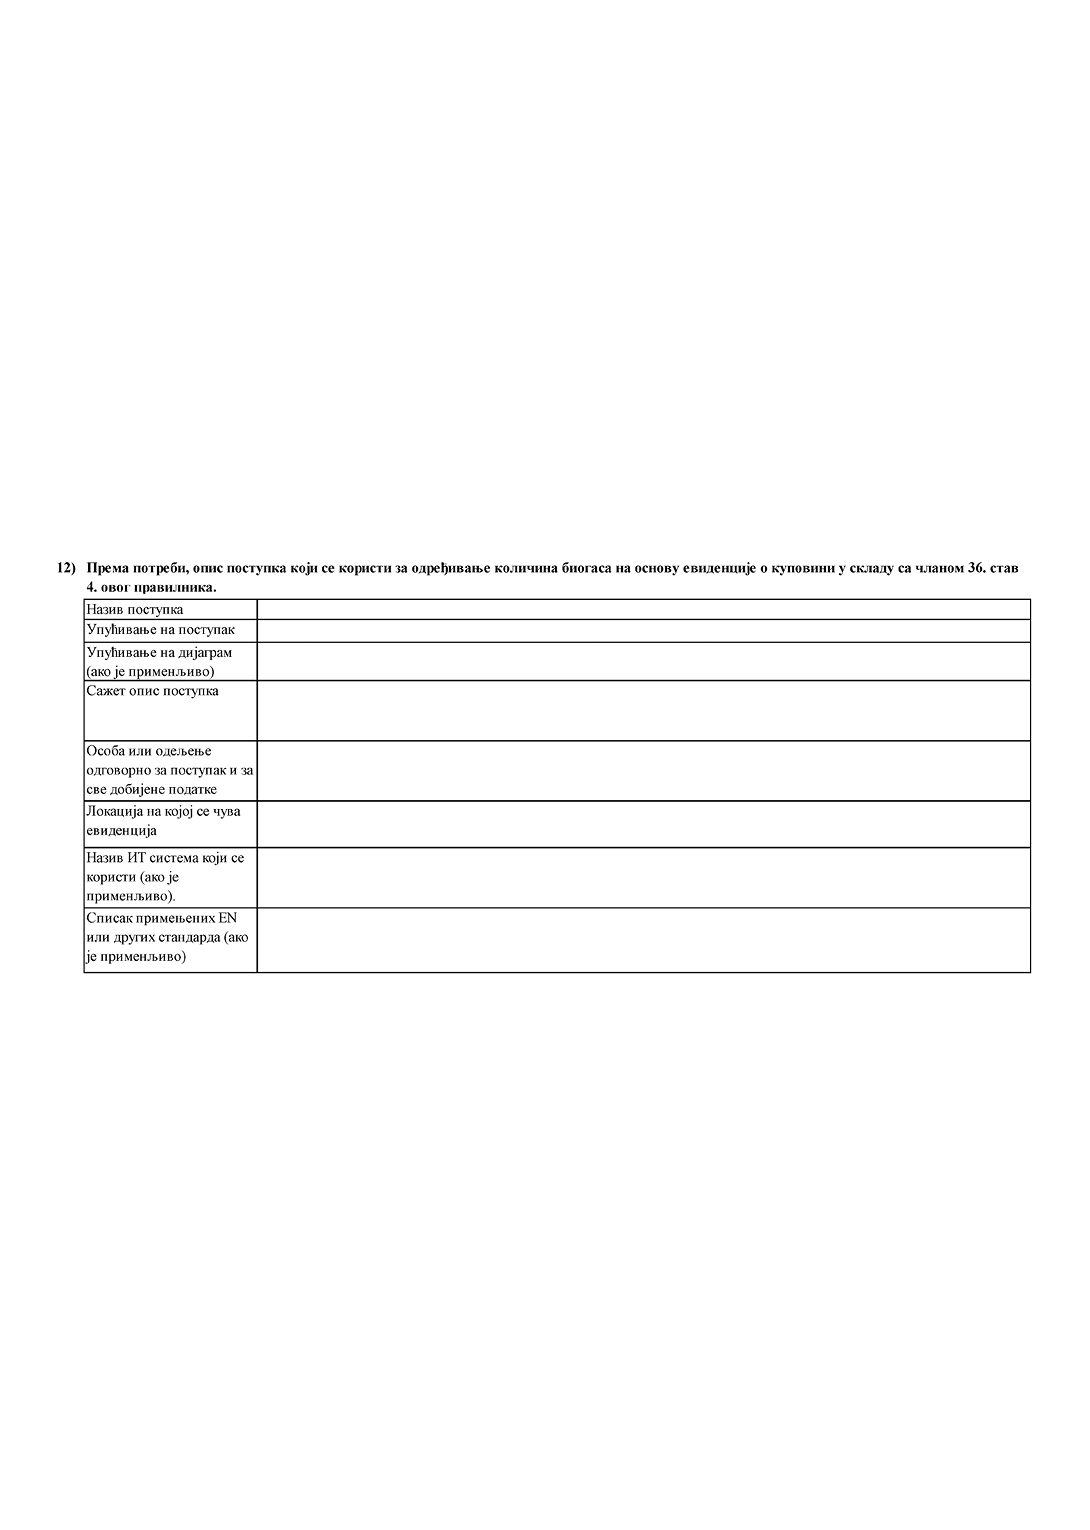 12) Према потреби, опис поступка који се користи за одређивање количина биогаса на основу евиденције о куповини у складу са чланом 36. став
4. овог правилника.
Назив поступка
Упућивање на поступак
Упућивање на дијаграм
(ако је применљиво)
Сажет опис поступка
Особа или одељење
одговорно за поступак и за
све добијене податке
Локација на којој се чува
евиденција
Назив ИТ система који се
користи (ако је
применљиво).
Списак примењених EN
или других стандарда (ако
је применљиво)